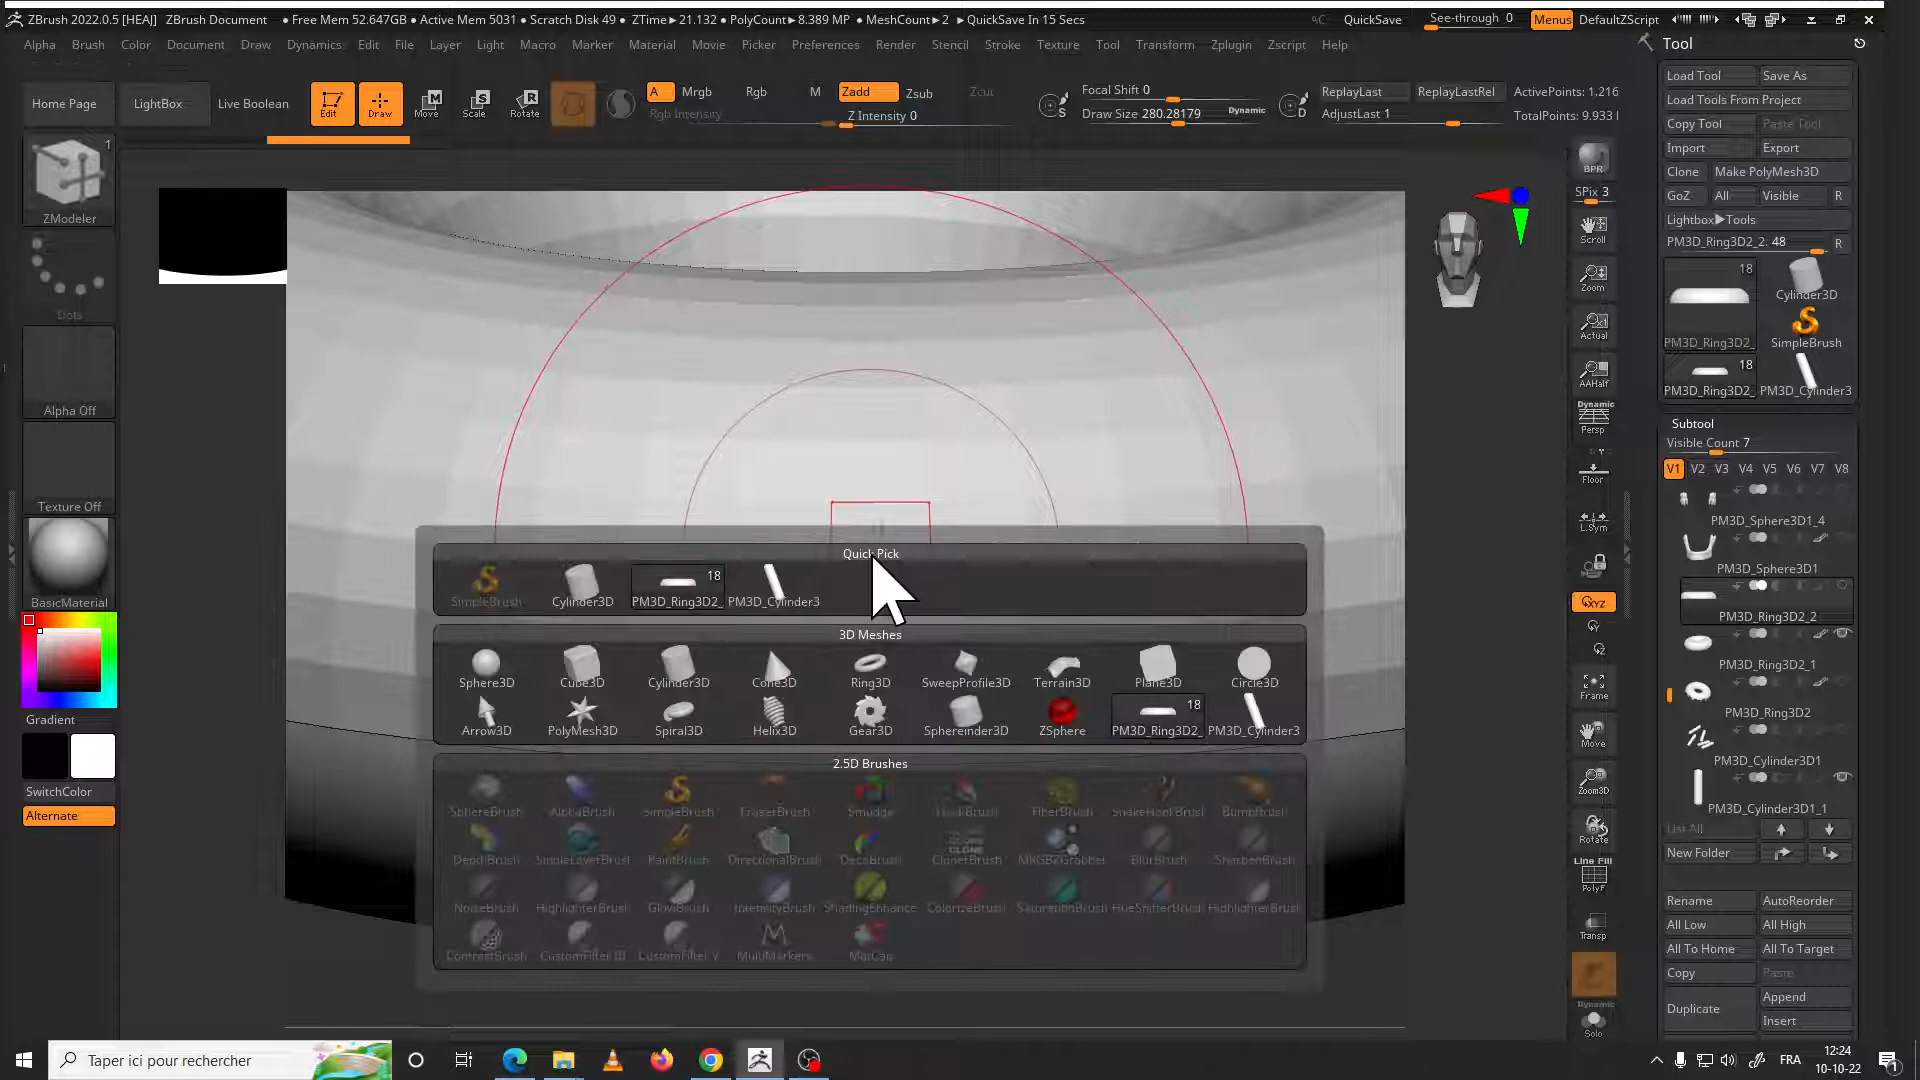 ZBrush 2022.0.5 [HEAJ] ZBrush Document • Free Mem 52.647GB • Active Mem 5031 • Scratch Disk 49 • ZTime▶21.132 • PolyCount▶8.389 MP • MeshCount▶2 ▶QuickSave In 15 Secs AC QuickSave See-through 0 Menus DefaultZScript
Alpha Brush Color Document Draw Dynamics Edit File Layer Light Macro Marker Material Movie Picker Preferences Render Stencil Stroke Texture Tool Transform Zplugin Zscript Help
Home Page LightBox Live Boolean Edit Draw Move Scale Rotate
A Mrgb Rgb M Zadd Zsub Zcut
Rgb Intensity Z Intensity 0
Focal Shift 0
Draw Size 280.28179 Dynamic
ReplayLast ReplayLastRel ActivePoints: 1,216
AdjustLast 1 TotalPoints: 9.933
1
ZModeler
Slots
Alpha Off
Texture Off
BasicMaterial
Gradient
SwitchColor
Alternate
Quick Pick
18
SimpleBrush Cylinder3D PM3D_Ring3D2_ PM3D_Cylinder3
3D Meshes
Sphere3D Cube3D Cylinder3D Cone3D Ring3D SweepProfile3D Terrain3D Plane3D Circle3D
18
Arrow3D PolyMesh3D Spiral3D Helix3D Gear3D Sphereinder3D ZSphere PM3D_Ring3D2_ PM3D_Cylinder3
2.5D Brushes
SphereBrush AlphaBrush SimpleBrush EraserBrush Smudge HookBrush FiberBrush SnakeHookBrush BumpBrush
DepthBrush SimpleLayerBrush PaintBrush DirectionalBrush DecoBrush ClonerBrush MRGBZGrabber BlurBrush SharpenBrush
NoiseBrush HighlighterBrush GlowBrush IntensityBrush ShadingEnhance ColorizeBrush SaturationBrush HueShifterBrus HighlighterBrus
ContrastBrush CustomFilter III CustomFilter V MultiMarkers MatCap
BPR
SPix 3
Scroll
Zoom
Actual
AAHalf
Dynamic
Persp
Floor
L.Sym
XYZ
Y
Z
Frame
Move
Zoom3D
Rotate
Line Fill
PolyF
Transp
Dynamic
Solo
Tool
Load Tool Save As
Load Tools From Project
Copy Tool Paste Tool
Import Export
Clone Make PolyMesh3D
GoZ All Visible R
Lightbox▶Tools
PM3D_Ring3D2_2. 48 R
18
Cylinder3D
PM3D_Ring3D2_ SimpleBrush
18
PM3D_Ring3D2_ PM3D_Cylinder3
Subtool
Visible Count 7
V1 V2 V3 V4 V5 V6 V7 V8
PM3D_Sphere3D1_4
PM3D_Sphere3D1
PM3D_Ring3D2_2
PM3D_Ring3D2_1
PM3D_Ring3D2
PM3D_Cylinder3D1
PM3D_Cylinder3D1_1
List All
New Folder
Rename AutoReorder
All Low All High
All To Home All To Target
Copy Paste
Duplicate Append
Insert
Taper ici pour rechercher
FRA 12:24
10-10-22
1